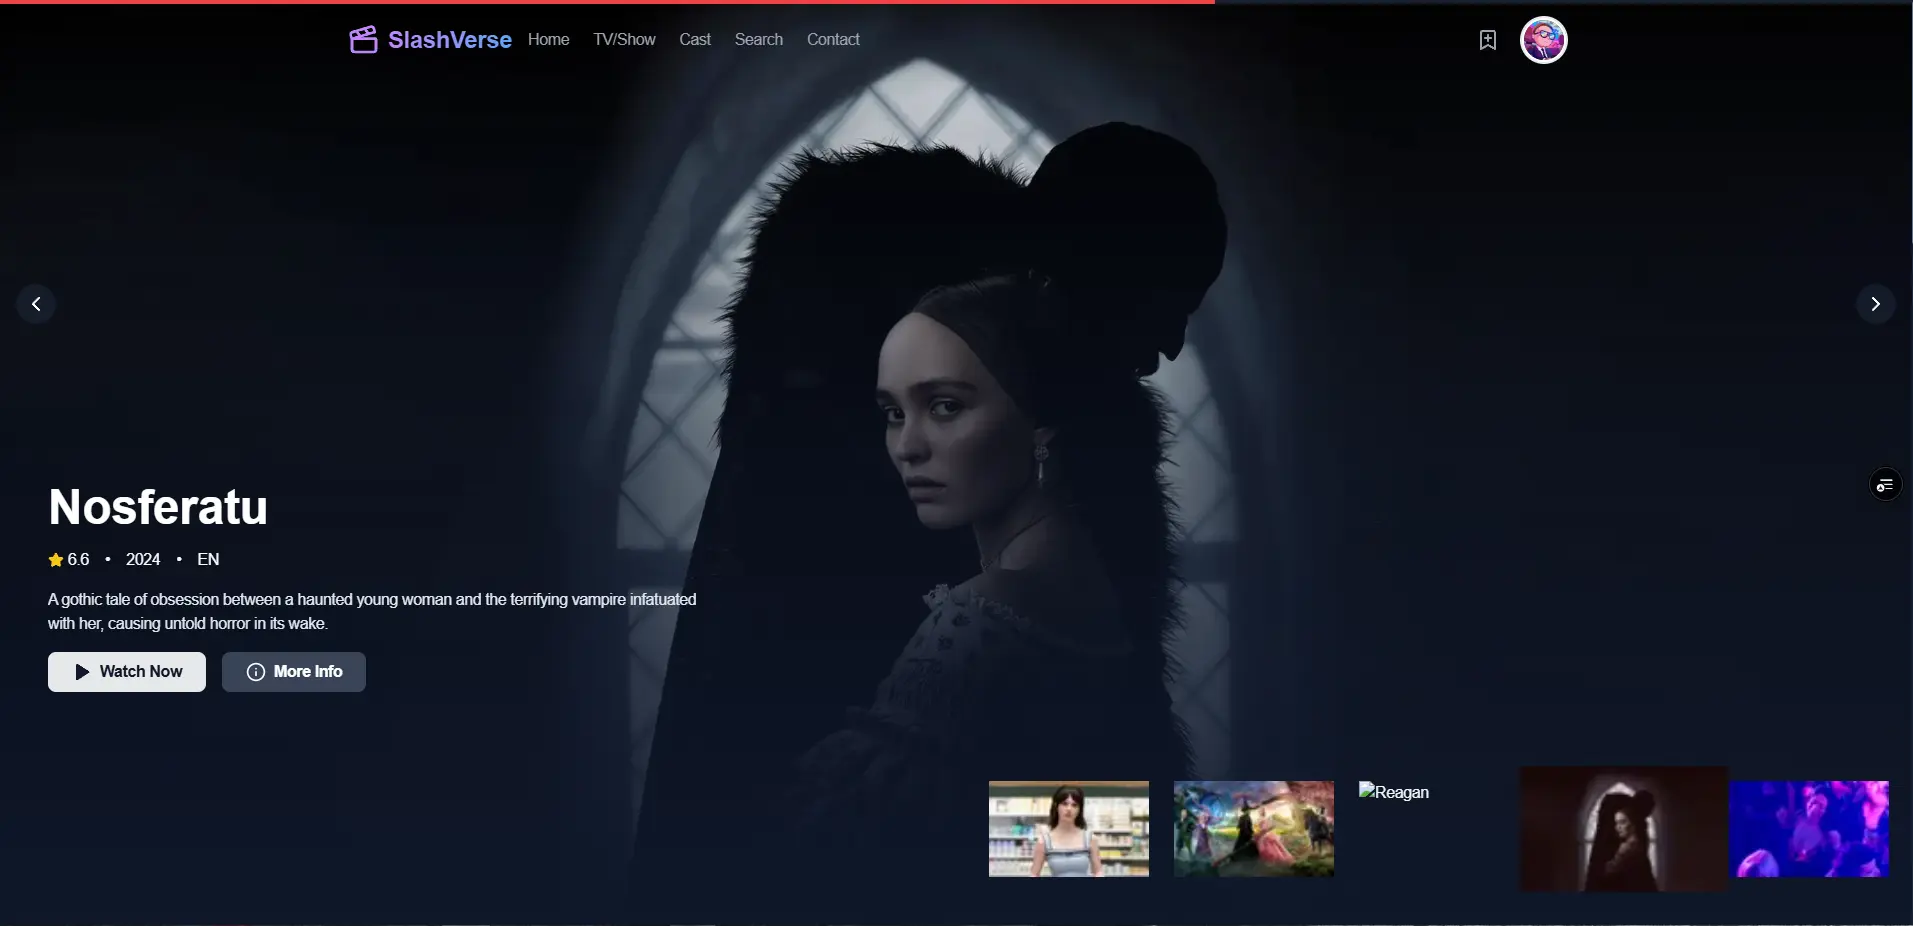 SlashVerse Home TV/Show Cast Search Contact
Nosferatu
6.6 • 2024 • EN
A gothic tale of obsession between a haunted young woman and the terrifying vampire infatuated
with her, causing untold horror in its wake.
Watch Now More Info
Reagan